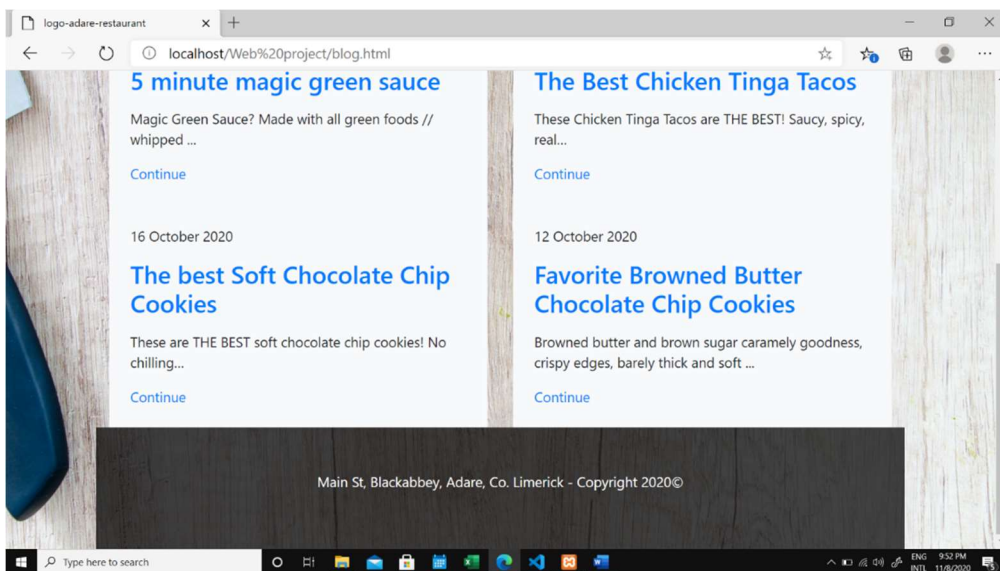 logo-adare-restaurant
localhost/Web%20project/blog.html
5 minute magic green sauce
Magic Green Sauce? Made with all green foods //
whipped ...
Continue
The Best Chicken Tinga Tacos
These Chicken Tinga Tacos are THE BEST! Saucy, spicy,
real...
Continue
16 October 2020
The best Soft Chocolate Chip
Cookies
These are THE BEST soft chocolate chip cookies! No
chilling...
Continue
12 October 2020
Favorite Browned Butter
Chocolate Chip Cookies
Browned butter and brown sugar caramely goodness,
crispy edges, barely thick and soft ...
Continue
Main St, Blackabbey, Adare, Co. Limerick - Copyright 2020©
Type here to search
ENG
INTL
9:52 PM
11/8/2020